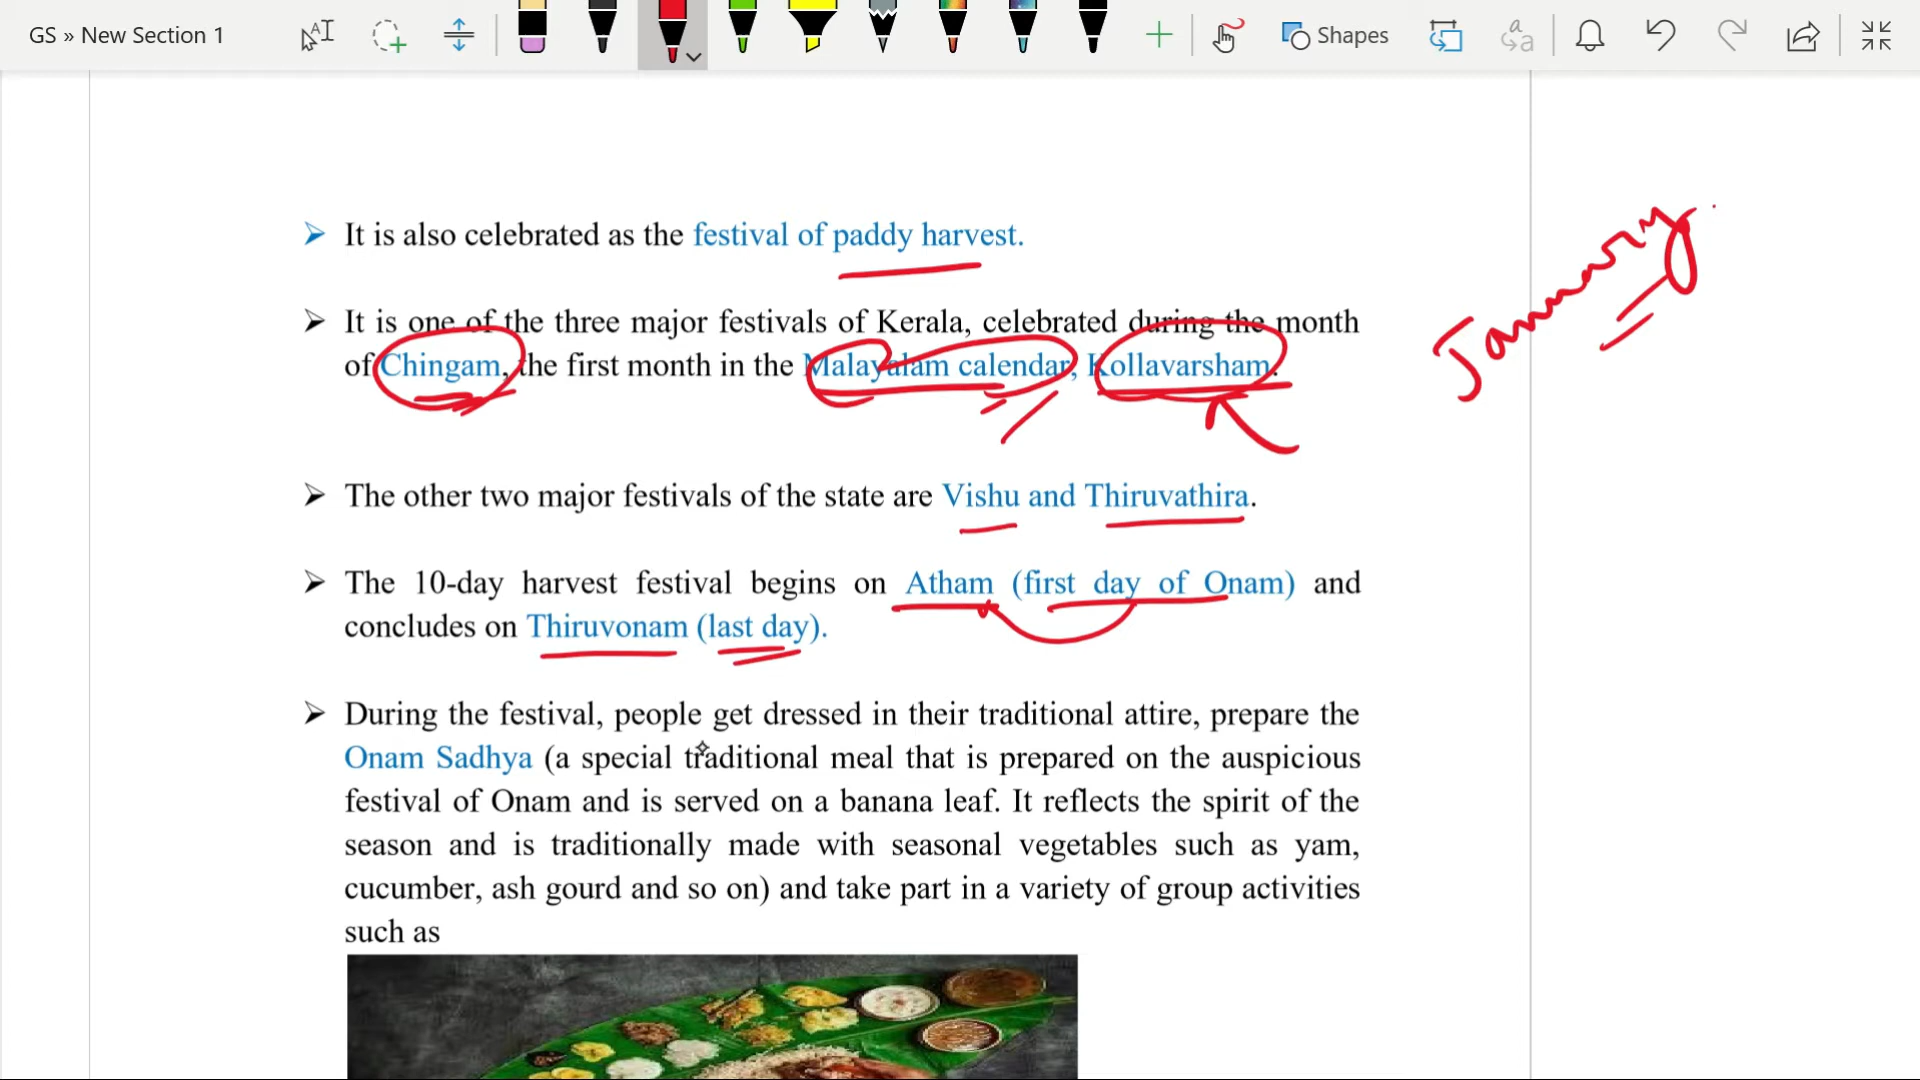 GS » New Section 1
Shapes
It is also celebrated as the festival of paddy harvest.
It is one of the three major festivals of Kerala, celebrated during the month
of Chingam, the first month in the Malayalam calendar, Kollavarsham.
January
The other two major festivals of the state are Vishu and Thiruvathira.
The 10-day harvest festival begins on Atham (first day of Onam) and
concludes on Thiruvonam (last day).
During the festival, people get dressed in their traditional attire, prepare the
Onam Sadhya (a special traditional meal that is prepared on the auspicious
festival of Onam and is served on a banana leaf. It reflects the spirit of the
season and is traditionally made with seasonal vegetables such as yam,
cucumber, ash gourd and so on) and take part in a variety of group activities
such as